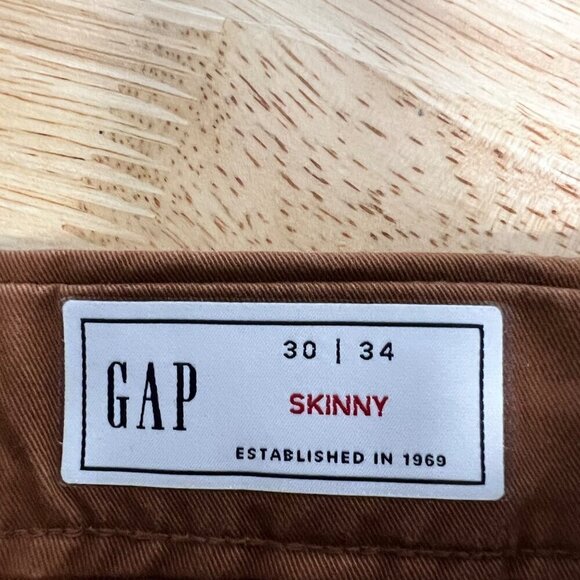 GAP
30 | 34
SKINNY
ESTABLISHED IN 1969